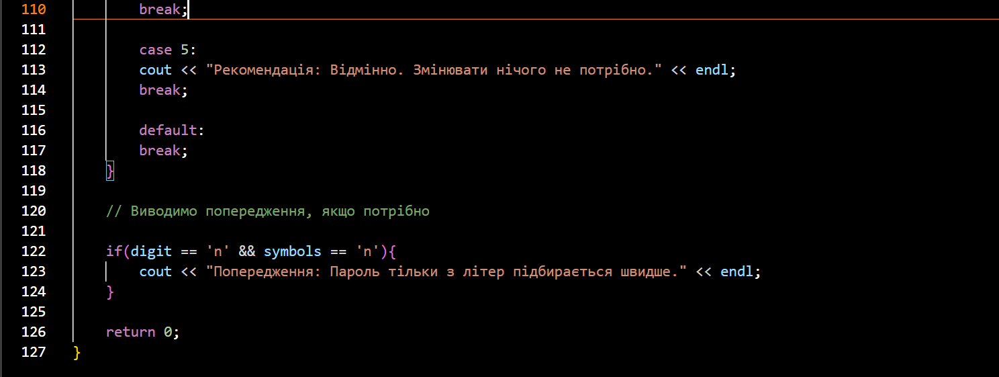 110 break;
111
112 case 5:
113 cout << "Рекомендація: Відмінно. Змінювати нічого не потрібно." << endl;
114 break;
115
116 default:
117 break;
118 }
119
120 // Виводимо попередження, якщо потрібно
121
122 if(digit == 'n' && symbols == 'n'){
123 cout << "Попередження: Пароль тільки з літер підбирається швидше." << endl;
124 }
125
126 return 0;
127 }